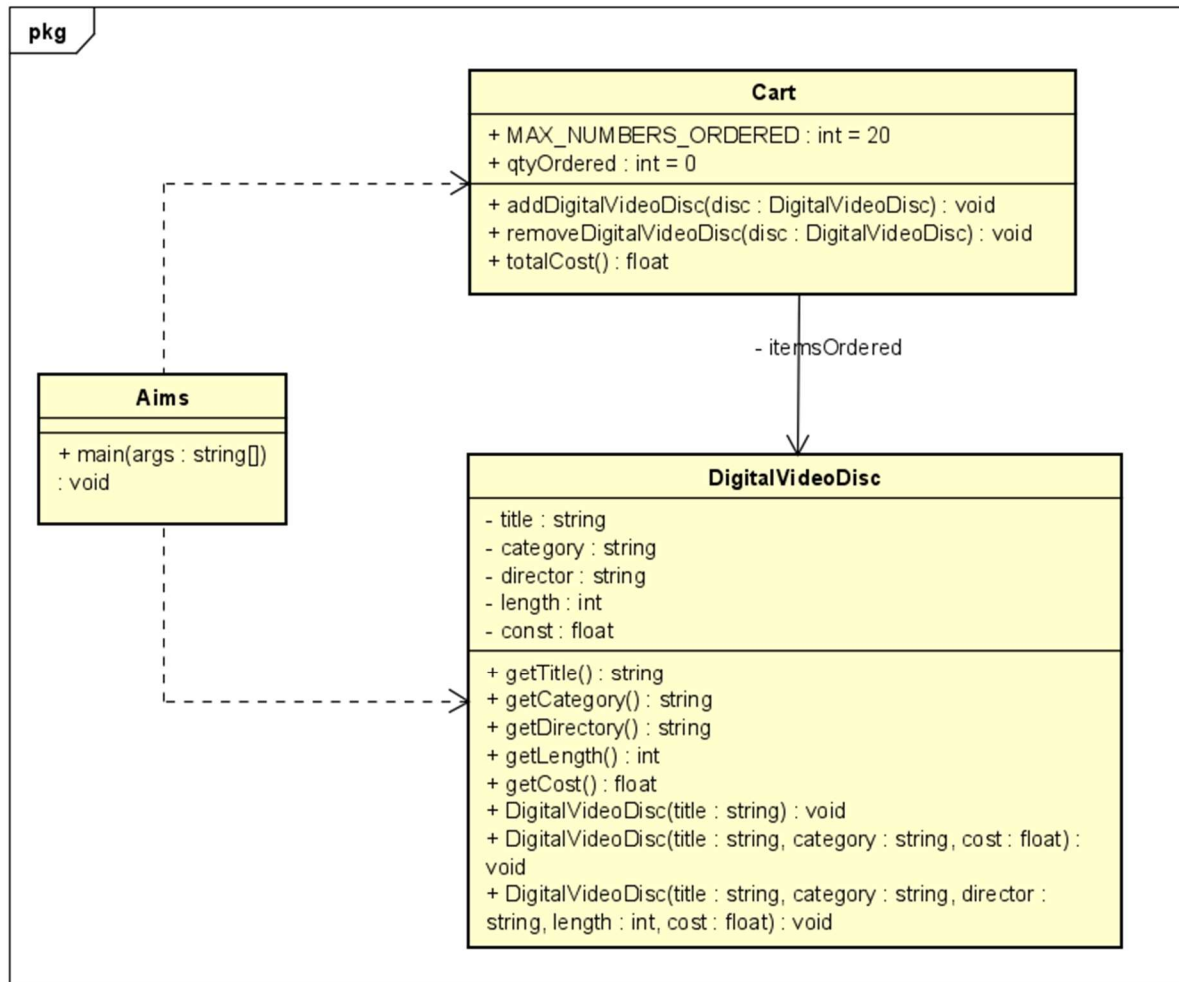 pkg
Cart
+ MAX_NUMBERS_ORDERED : int = 20
+ qtyOrdered : int = 0
+ addDigitalVideoDisc(disc : DigitalVideoDisc) : void
+ removeDigitalVideoDisc(disc : DigitalVideoDisc) : void
+ totalCost() : float
- itemsOrdered
Aims
+ main(args : string[])
: void
DigitalVideoDisc
- title : string
- category : string
- director : string
- length : int
- const : float
+ getTitle() : string
+ getCategory() : string
+ getDirectory() : string
+ getLength() : int
+ getCost() : float
+ DigitalVideoDisc(title : string) : void
+ DigitalVideoDisc(title : string, category : string, cost : float) :
void
+ DigitalVideoDisc(title : string, category : string, director :
string, length : int, cost : float) : void